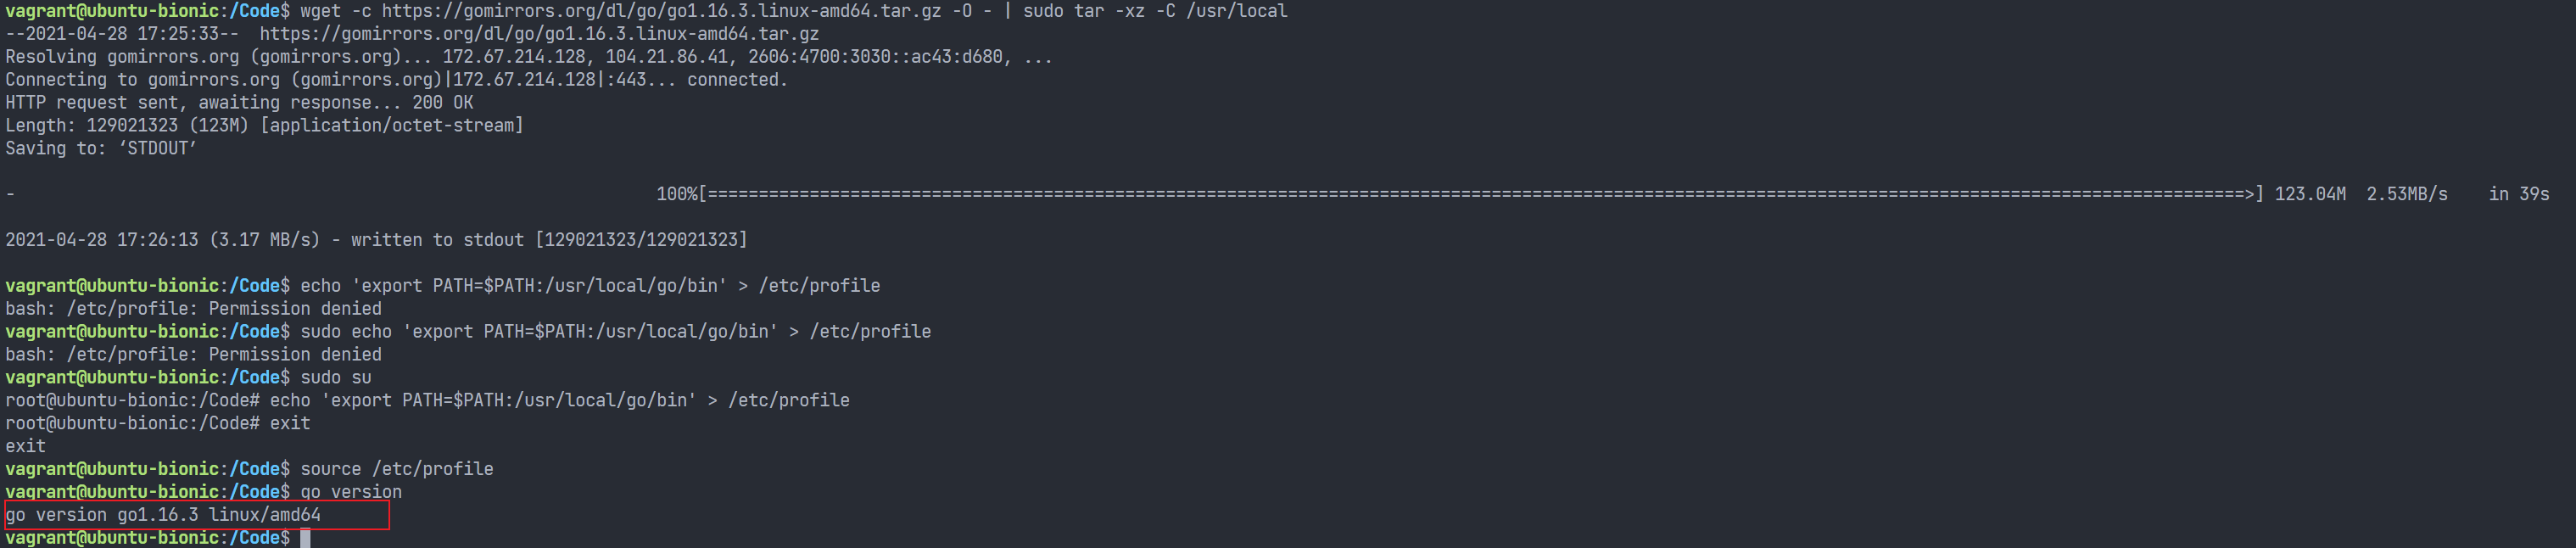 vagrant@ubuntu-bionic:/Code$ wget -c https://gomirrors.org/dl/go/go1.16.3.linux-amd64.tar.gz -O - | sudo tar -xz -C /usr/local
--2021-04-28 17:25:33--  https://gomirrors.org/dl/go/go1.16.3.linux-amd64.tar.gz
Resolving gomirrors.org (gomirrors.org)... 172.67.214.128, 104.21.86.41, 2606:4700:3030::ac43:d680, ...
Connecting to gomirrors.org (gomirrors.org)|172.67.214.128|:443... connected.
HTTP request sent, awaiting response... 200 OK
Length: 129021323 (123M) [application/octet-stream]
Saving to: ‘STDOUT’
- 100%[=======================================================================================================================================================>] 123.04M  2.53MB/s    in 39s
2021-04-28 17:26:13 (3.17 MB/s) - written to stdout [129021323/129021323]
vagrant@ubuntu-bionic:/Code$ echo 'export PATH=$PATH:/usr/local/go/bin' > /etc/profile
bash: /etc/profile: Permission denied
vagrant@ubuntu-bionic:/Code$ sudo echo 'export PATH=$PATH:/usr/local/go/bin' > /etc/profile
bash: /etc/profile: Permission denied
vagrant@ubuntu-bionic:/Code$ sudo su
root@ubuntu-bionic:/Code# echo 'export PATH=$PATH:/usr/local/go/bin' > /etc/profile
root@ubuntu-bionic:/Code# exit
exit
vagrant@ubuntu-bionic:/Code$ source /etc/profile
vagrant@ubuntu-bionic:/Code$ go version
go version go1.16.3 linux/amd64
vagrant@ubuntu-bionic:/Code$